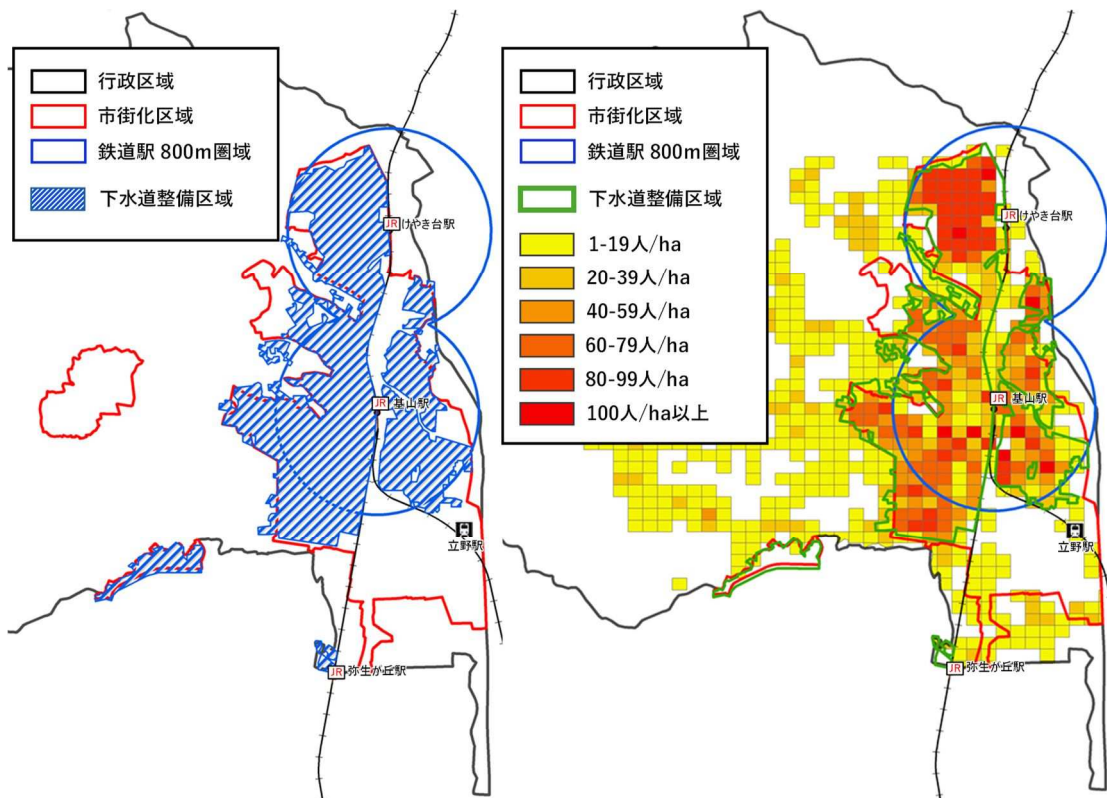 行政区域
市街化区域
鉄道駅 800m圏域
下水道整備区域
JR けやき台駅
JR 基山駅
立野駅
JR 弥生が丘駅
行政区域
市街化区域
鉄道駅 800m圏域
下水道整備区域
1-19人/ha
20-39人/ha
40-59人/ha
60-79人/ha
80-99人/ha
100人/ha以上
JR けやき台駅
JR 基山駅
立野駅
JR 弥生が丘駅